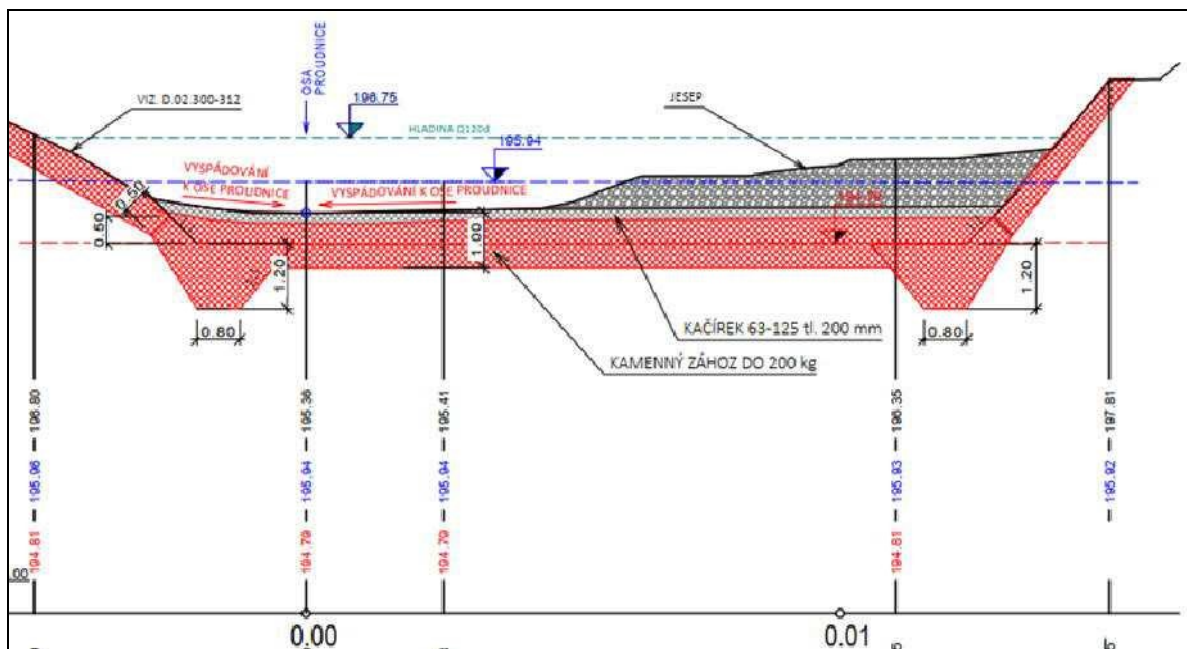 OSA
PROUDNICE
VIZ. D.02.300-312
196.75
JESEP
HLADINA Q120d
195.94
VYSPÁDOVÁNÍ
K OSE PROUDNICE
VYSPÁDOVÁNÍ K OSE PROUDNICE
0.50
1.00
1.20
1.20
0.80
0.80
KAČÍREK 63-125 tl. 200 mm
KAMENNÝ ZÁHOZ DO 200 kg
194.81 – 195.96 – 196.80
194.79 – 195.94 – 195.36
194.79 – 195.94 – 195.41
194.81 – 195.93 – 196.35
195.92 – 197.81
.00
0.00
0.01